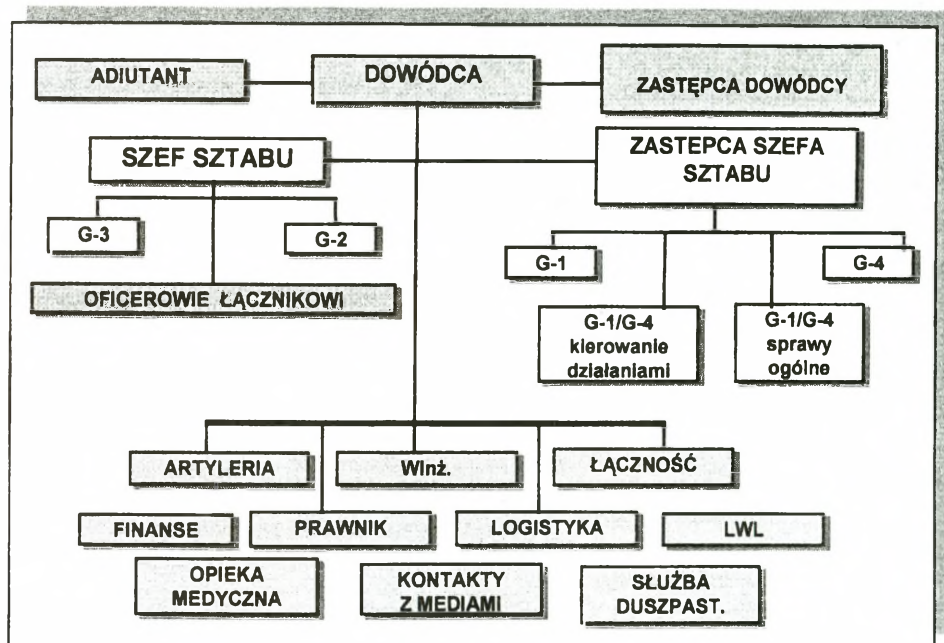 ADIUTANT
DOWÓDCA
ZASTĘPCA DOWÓDCY
SZEF SZTABU
ZASTEPCA SZEFA
SZTABU
G-3
G-2
G-1
G-4
OFICEROWIE ŁĄCZNIKOWI
G-1/G-4
kierowanie
działaniami
G-1/G-4
sprawy
ogólne
ARTYLERIA
WInż.
ŁĄCZNOŚĆ
FINANSE
PRAWNIK
LOGISTYKA
LWL
OPIEKA
MEDYCZNA
KONTAKTY
Z MEDIAMI
SŁUŻBA
DUSZPAST.